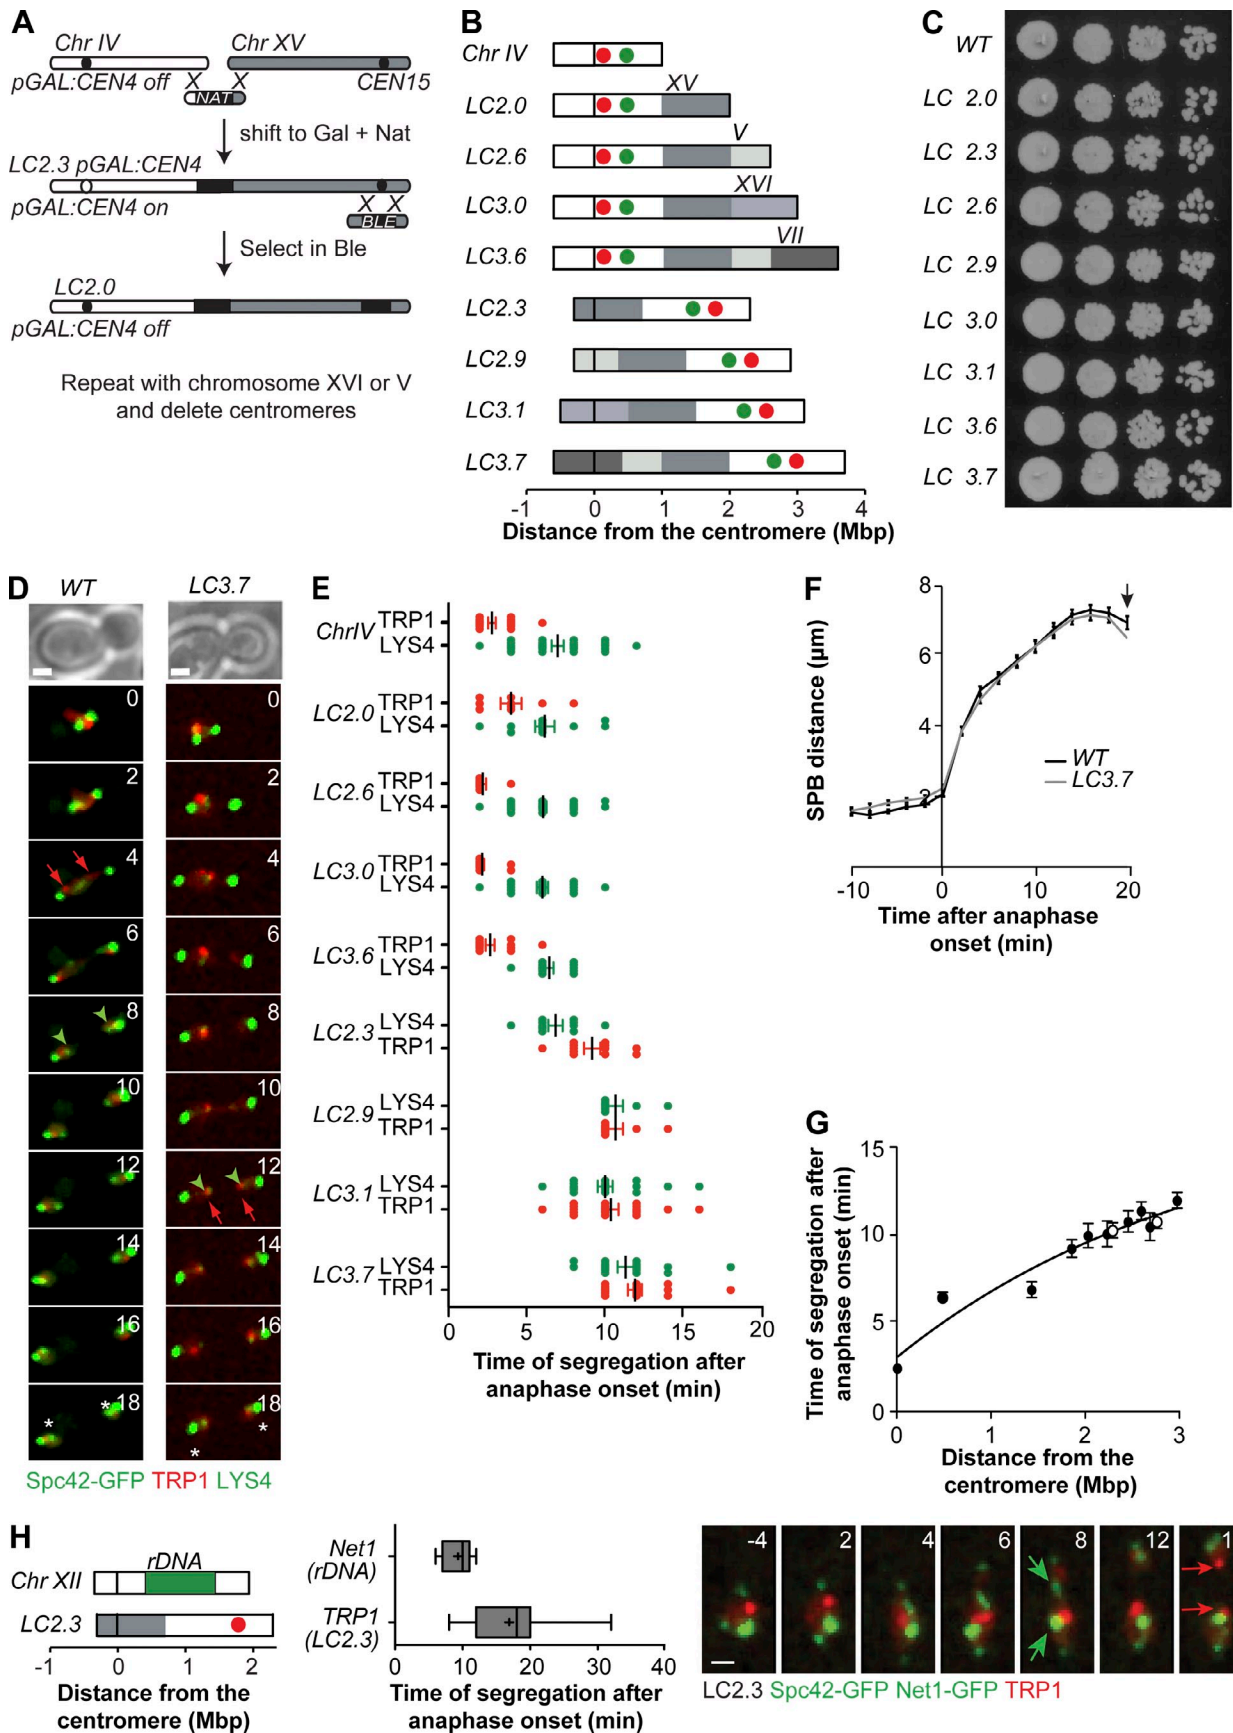 A
Chr IV
Chr XV
pGAL:CEN4 off
X X
CEN15
NAT
shift to Gal + Nat
LC2.3 pGAL:CEN4
pGAL:CEN4 on
X X
BLE
Select in Ble
LC2.0
pGAL:CEN4 off
Repeat with chromosome XVI or V
and delete centromeres
B
Chr IV
XV
LC2.0
V
LC2.6
XVI
LC3.0
VII
LC3.6
LC2.3
LC2.9
LC3.1
LC3.7
-1 0 1 2 3 4
Distance from the centromere (Mbp)
C
WT
LC 2.0
LC 2.3
LC 2.6
LC 2.9
LC 3.0
LC 3.1
LC 3.6
LC 3.7
D
WT
LC3.7
0 0
2 2
4 4
6 6
8 8
10 10
12 12
14 14
16 16
* *18 18
* *
Spc42-GFP TRP1 LYS4
E
ChrIV TRP1
LYS4
LC2.0 TRP1
LYS4
LC2.6 TRP1
LYS4
LC3.0 TRP1
LYS4
LC3.6 TRP1
LYS4
LC2.3 LYS4
TRP1
LC2.9 LYS4
TRP1
LC3.1 LYS4
TRP1
LC3.7 LYS4
TRP1
0 5 10 15 20
Time of segregation after
anaphase onset (min)
F
SPB distance (µm)
8
6
4
2
WT
LC3.7
-10 0 10 20
Time after anaphase
onset (min)
G
Time of segregation after
anaphase onset (min)
15
10
5
0
0 1 2 3
Distance from the
centromere (Mbp)
H
rDNA
Chr XII
LC2.3
-1 0 1 2
Distance from the
centromere (Mbp)
Net1
(rDNA)
TRP1
(LC2.3)
0 10 20 30 40
Time of segregation after
anaphase onset (min)
-4 2 4 6 8 12
LC2.3 Spc42-GFP Net1-GFP TRP1